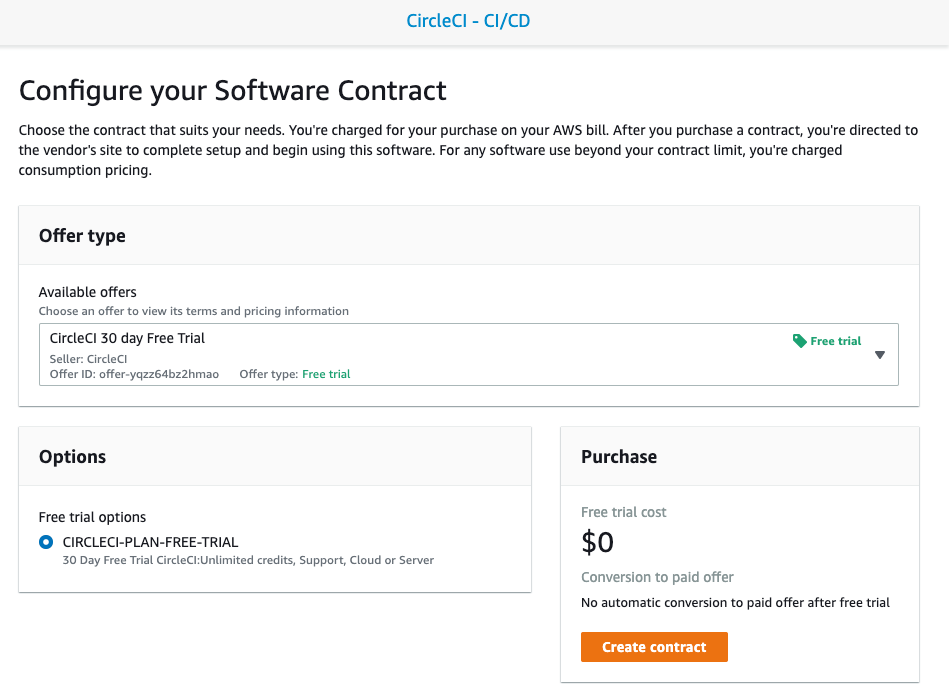 CircleCI - CI/CD
Configure your Software Contract
Choose the contract that suits your needs. You're charged for your purchase on your AWS bill. After you purchase a contract, you're directed to
the vendor's site to complete setup and begin using this software. For any software use beyond your contract limit, you're charged
consumption pricing.
Offer type
Available offers
Choose an offer to view its terms and pricing information
CircleCI 30 day Free Trial
Free trial
Seller: CircleCI
Offer ID: offer-yqzz64bz2hmao Offer type: Free trial
Options
Free trial options
CIRCLECI-PLAN-FREE-TRIAL
30 Day Free Trial CircleCI:Unlimited credits, Support, Cloud or Server
Purchase
Free trial cost
$0
Conversion to paid offer
No automatic conversion to paid offer after free trial
Create contract